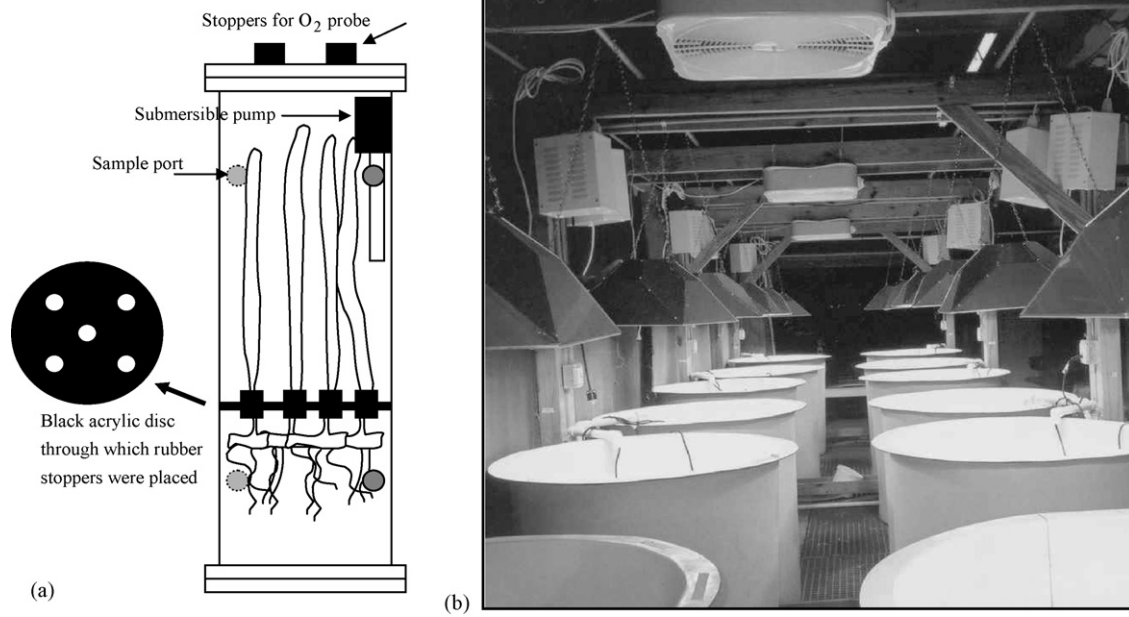 Stoppers for O2 probe
Submersible pump
Sample port
Black acrylic disc
through which rubber
stoppers were placed
(a)
(b)